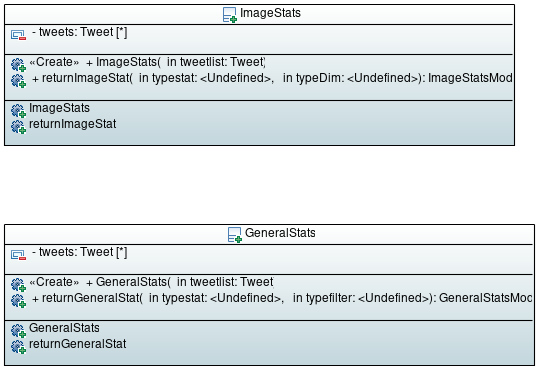 ImageStats
- tweets: Tweet [*]
«Create» + ImageStats( in tweetlist: Tweet)
+ returnImageStat( in typestat: <Undefined>, in typeDim: <Undefined>): ImageStatsMod
ImageStats
returnImageStat
GeneralStats
- tweets: Tweet [*]
«Create» + GeneralStats( in tweetlist: Tweet
+ returnGeneralStat( in typestat: <Undefined>, in typefilter: <Undefined>): GeneralStatsMod
GeneralStats
returnGeneralStat